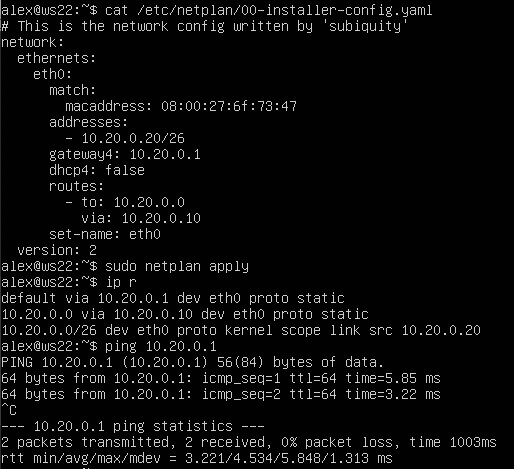 alex@ws22:~$ cat /etc/netplan/00-installer-config.yaml
# This is the network config written by 'subiquity'
network:
  ethernets:
    eth0:
      match:
        macaddress: 08:00:27:6f:73:47
      addresses:
        - 10.20.0.20/26
      gateway4: 10.20.0.1
      dhcp4: false
      routes:
        - to: 10.20.0.0
          via: 10.20.0.10
      set-name: eth0
  version: 2
alex@ws22:~$ sudo netplan apply
alex@ws22:~$ ip r
default via 10.20.0.1 dev eth0 proto static
10.20.0.0 via 10.20.0.10 dev eth0 proto static
10.20.0.0/26 dev eth0 proto kernel scope link src 10.20.0.20
alex@ws22:~$ ping 10.20.0.1
PING 10.20.0.1 (10.20.0.1) 56(84) bytes of data.
64 bytes from 10.20.0.1: icmp_seq=1 ttl=64 time=5.85 ms
64 bytes from 10.20.0.1: icmp_seq=2 ttl=64 time=3.22 ms
^C
--- 10.20.0.1 ping statistics ---
2 packets transmitted, 2 received, 0% packet loss, time 1003ms
rtt min/avg/max/mdev = 3.221/4.534/5.848/1.313 ms